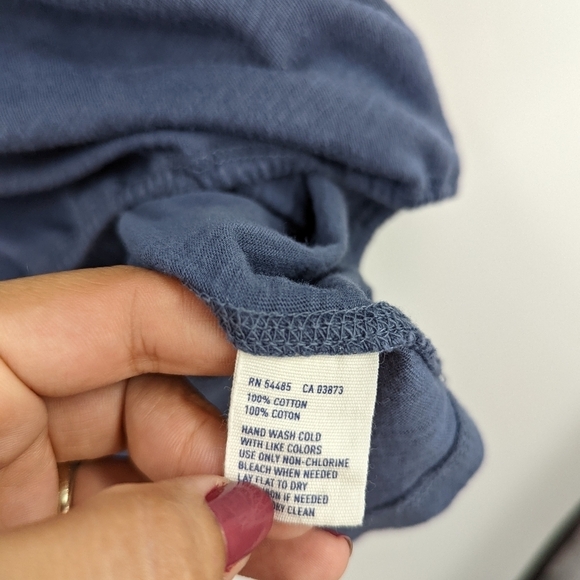 RN 54485 CA 03873
100% COTTON
100% COTON
HAND WASH COLD
WITH LIKE COLORS
USE ONLY NON-CHLORINE
BLEACH WHEN NEEDED
LAY FLAT TO DRY
IF NEEDED
CLEAN